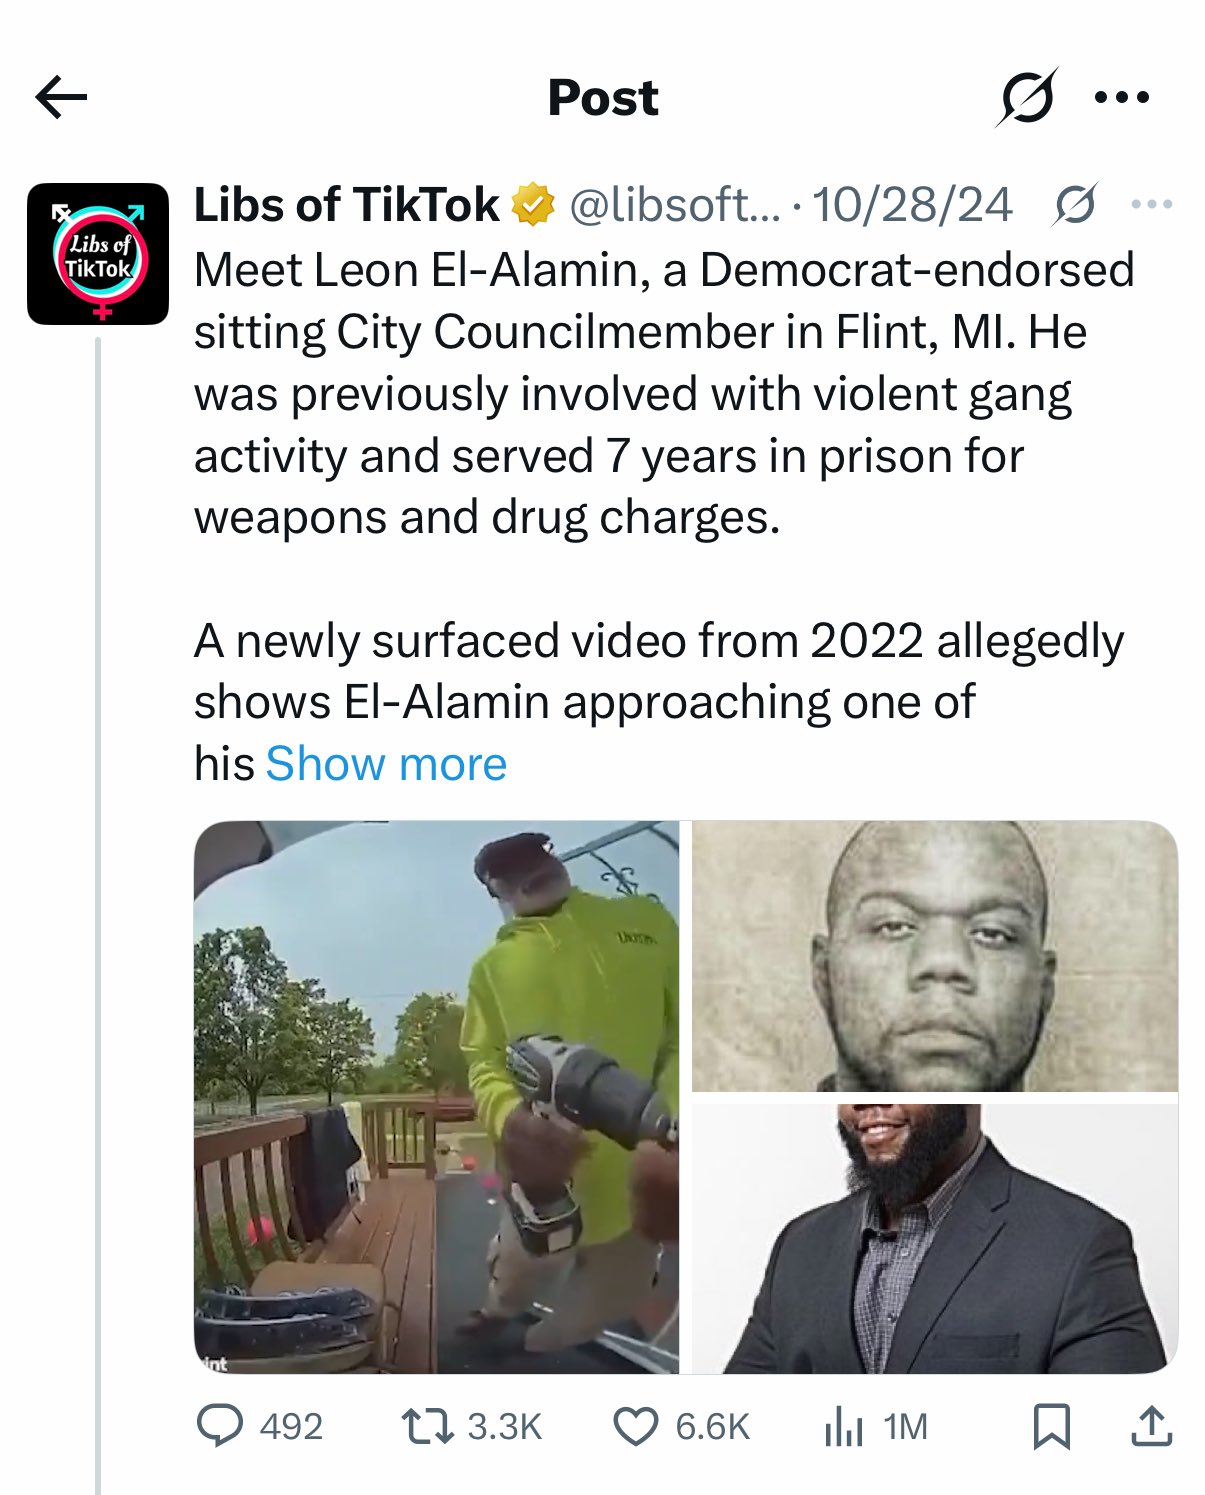 Post
Libs of TikTok @libsoft... · 10/28/24
Libs of
TikTok
Meet Leon El-Alamin, a Democrat-endorsed
sitting City Councilmember in Flint, MI. He
was previously involved with violent gang
activity and served 7 years in prison for
weapons and drug charges.
A newly surfaced video from 2022 allegedly
shows El-Alamin approaching one of
his Show more
int
492 3.3K 6.6K 1M